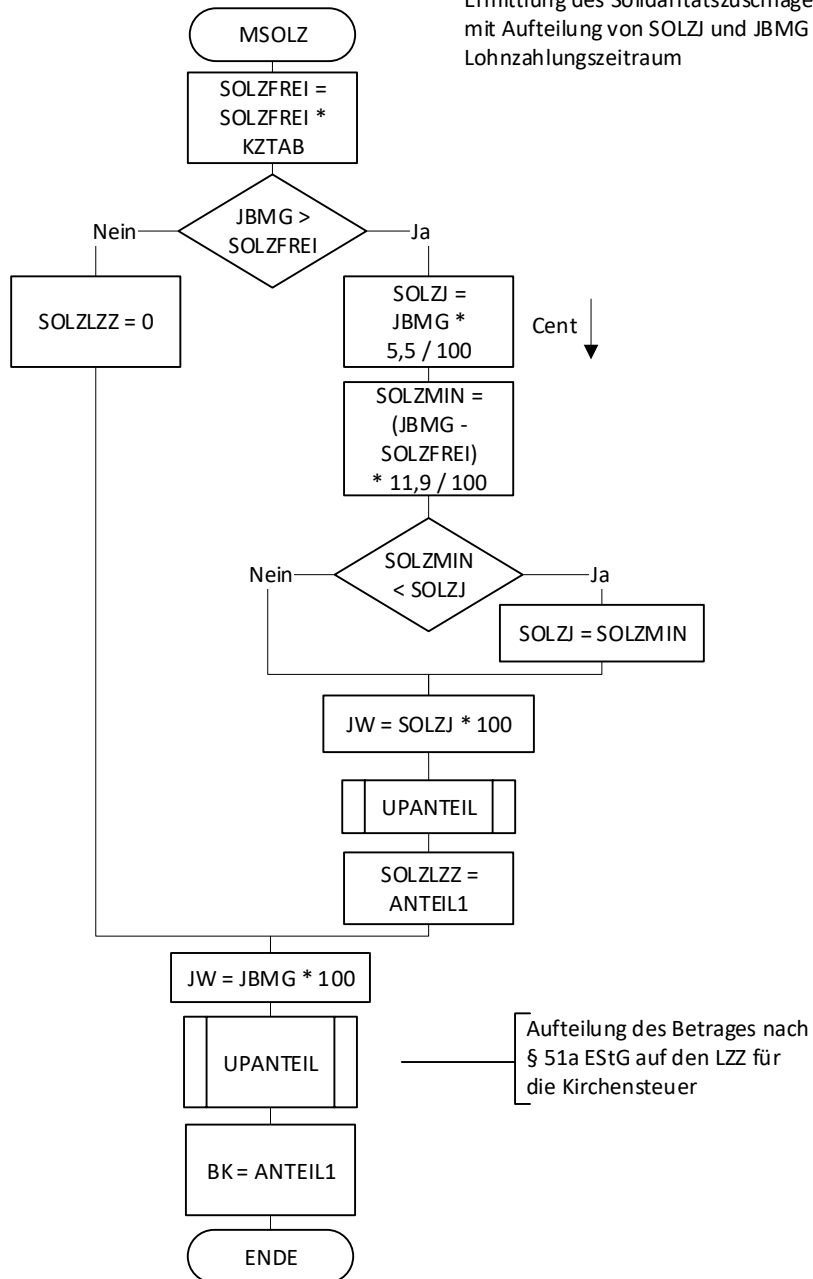 Ermittlung des Solidaritätszuschlage
mit Aufteilung von SOLZJ und JBMG
Lohnzahlungszeitraum
MSOLZ
SOLZFREI =
SOLZFREI *
KZTAB
JBMG >
SOLZFREI
Nein
Ja
SOLZLZZ = 0
SOLZJ =
JBMG *
5,5 / 100
Cent
SOLZMIN =
(JBMG -
SOLZFREI)
* 11,9 / 100
SOLZMIN
< SOLZJ
Nein
Ja
SOLZJ = SOLZMIN
JW = SOLZJ * 100
UPANTEIL
SOLZLZZ =
ANTEIL1
JW = JBMG * 100
UPANTEIL
Aufteilung des Betrages nach
§ 51a EStG auf den LZZ für
die Kirchensteuer
BK = ANTEIL1
ENDE